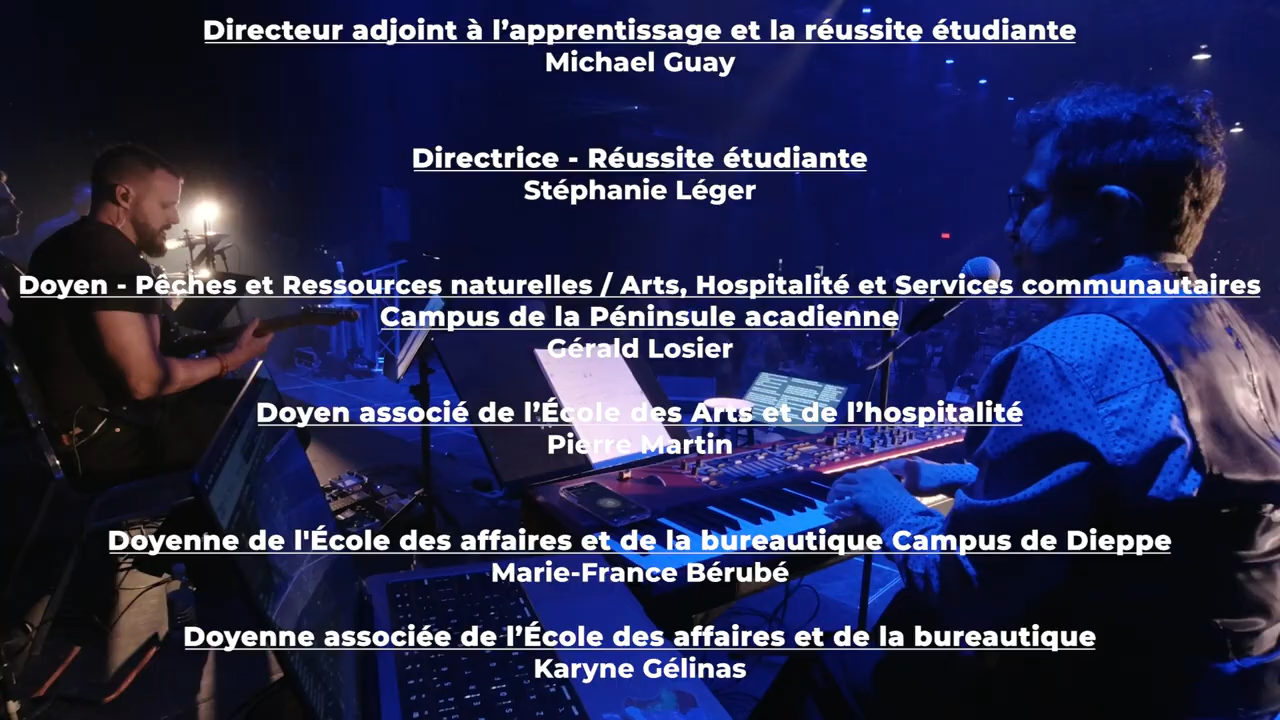 Directeur adjoint à l’apprentissage et la réussite étudiante
Michael Guay
Directrice - Réussite étudiante
Stéphanie Léger
Doyen - Pêches et Ressources naturelles / Arts, Hospitalité et Services communautaires
Campus de la Péninsule acadienne
Gérald Losier
Doyen associé de l’École des Arts et de l’hospitalité
Pierre Martin
Doyenne de l'École des affaires et de la bureautique Campus de Dieppe
Marie-France Bérubé
Doyenne associée de l’École des affaires et de la bureautique
Karyne Gélinas